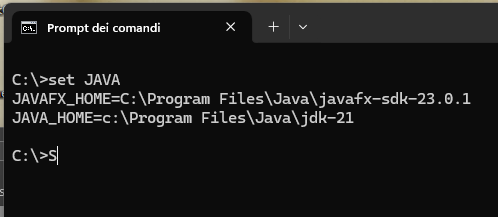 Prompt dei comandi
C:\>set JAVA
JAVAFX_HOME=C:\Program Files\Java\javafx-sdk-23.0.1
JAVA_HOME=c:\Program Files\Java\jdk-21
C:\>S